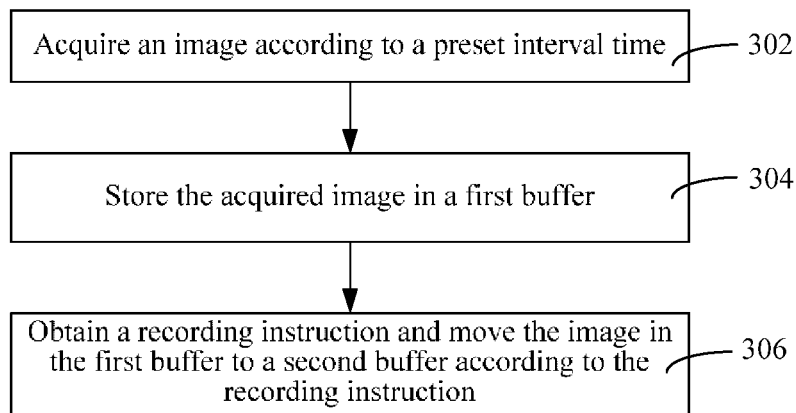 Acquire an image according to a preset interval time
302
Store the acquired image in a first buffer
304
Obtain a recording instruction and move the image in
the first buffer to a second buffer according to the
recording instruction
306